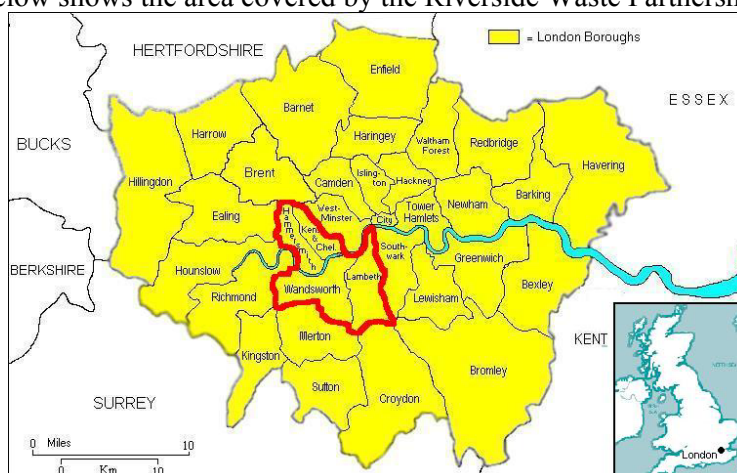 elow shows the area covered by the Riverside Waste Partnersh
HERTFORDSHIRE
= London Boroughs
Enfield
ESSEX
Barnet
BUCKS
Harrow
Haringey
Waltham
Forest
Redbridge
Havering
Brent
Hillingdon
Camden
Isling-
ton
Hackney
Barking
Newham
Ealing
Hammersmith
West-
Minster
City
Tower
Hamlets
Kens
&
Chel.
South-
wark
Greenwich
BERKSHIRE
Hounslow
Lambeth
Bexley
Wandsworth
Richmond
Lewisham
KENT
Merton
Kingston
Bromley
Sutton
Croydon
SURREY
0 Miles 10
0 Km 10
London